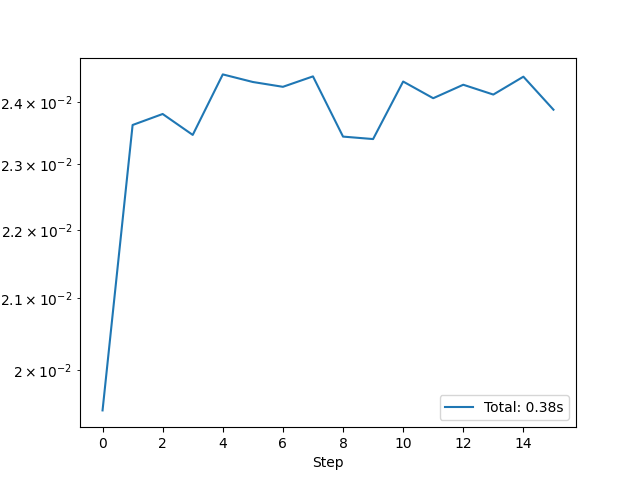 2.4 × 10⁻²
2.3 × 10⁻²
2.2 × 10⁻²
2.1 × 10⁻²
2 × 10⁻²
Total: 0.38s
0 2 4 6 8 10 12 14
Step